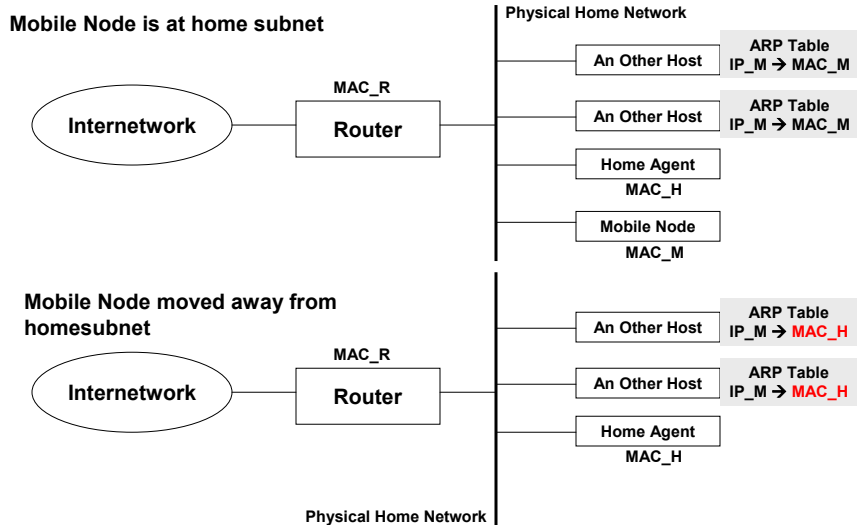 Mobile Node is at home subnet
Physical Home Network
An Other Host
ARP Table
IP_M → MAC_M
MAC_R
Internetwork
Router
An Other Host
ARP Table
IP_M → MAC_M
Home Agent
MAC_H
Mobile Node
MAC_M
Mobile Node moved away from
homesubnet
An Other Host
ARP Table
IP_M → MAC_H
MAC_R
Internetwork
Router
An Other Host
ARP Table
IP_M → MAC_H
Home Agent
MAC_H
Physical Home Network